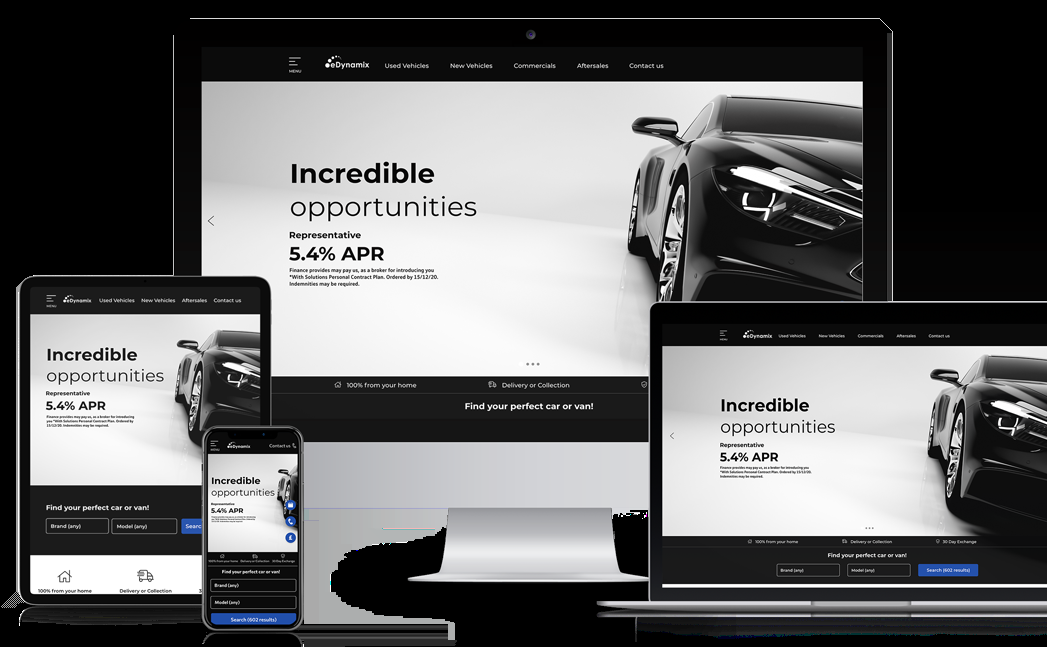 MENU
eDynamix
Used Vehicles
New Vehicles
Commercials
Aftersales
Contact us
Incredible
opportunities
Representative
5.4% APR
Finance provides may pay us, as a broker for introducing you
*With Solutions Personal Contract Plan. Ordered by 15/12/20.
Indemnities may be required.
100% from your home
Delivery or Collection
Find your perfect car or van!
MENU
eDynamix
Used Vehicles
New Vehicles
Aftersales
Contact us
Incredible
opportunities
Representative
5.4% APR
Finance provides may pay us, as a broker for introducing
you *With Solutions Personal Contract Plan. Ordered by
15/12/20. Indemnities may be required.
Find your perfect car or van!
Brand (any)
Model (any)
Searc
100% from your home
Delivery or Collection
3
MENU
eDynamix
Contact us
Incredible
opportunities
Representative
5.4% APR
100% from your home
Delivery or Collection
30 Day Exchange
Find your perfect car or van!
Brand (any)
Model (any)
Search (602 results)
MENU
eDynamix
Used Vehicles
New Vehicles
Commercials
Aftersales
Contact us
Incredible
opportunities
Representative
5.4% APR
Finance provides may pay us, as a broker for introducing you
*With Solutions Personal Contract Plan. Ordered by 15/12/20.
Indemnities may be required.
100% from your home
Delivery or Collection
30 Day Exchange
Find your perfect car or van!
Brand (any)
Model (any)
Search (602 results)